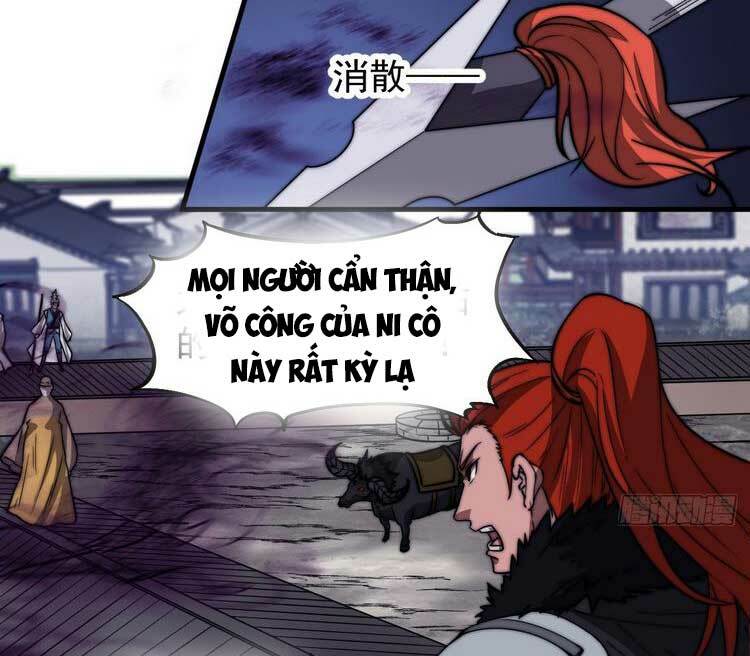 消散——
MỌI NGƯỜI CẨN THẬN,
VÕ CÔNG CỦA NI CÔ
NÀY RẤT KỲ LẠ